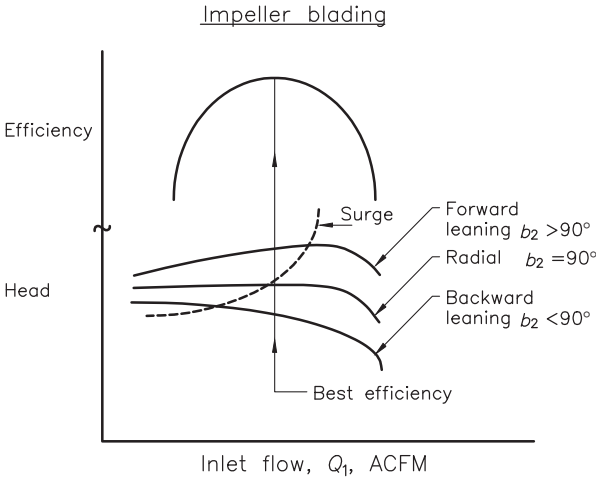 Impeller blading
Efficiency
Surge
Forward
leaning b2 >90°
Radial b2 =90°
Head
Backward
leaning b2 <90°
Best efficiency
Inlet flow, Q1, ACFM